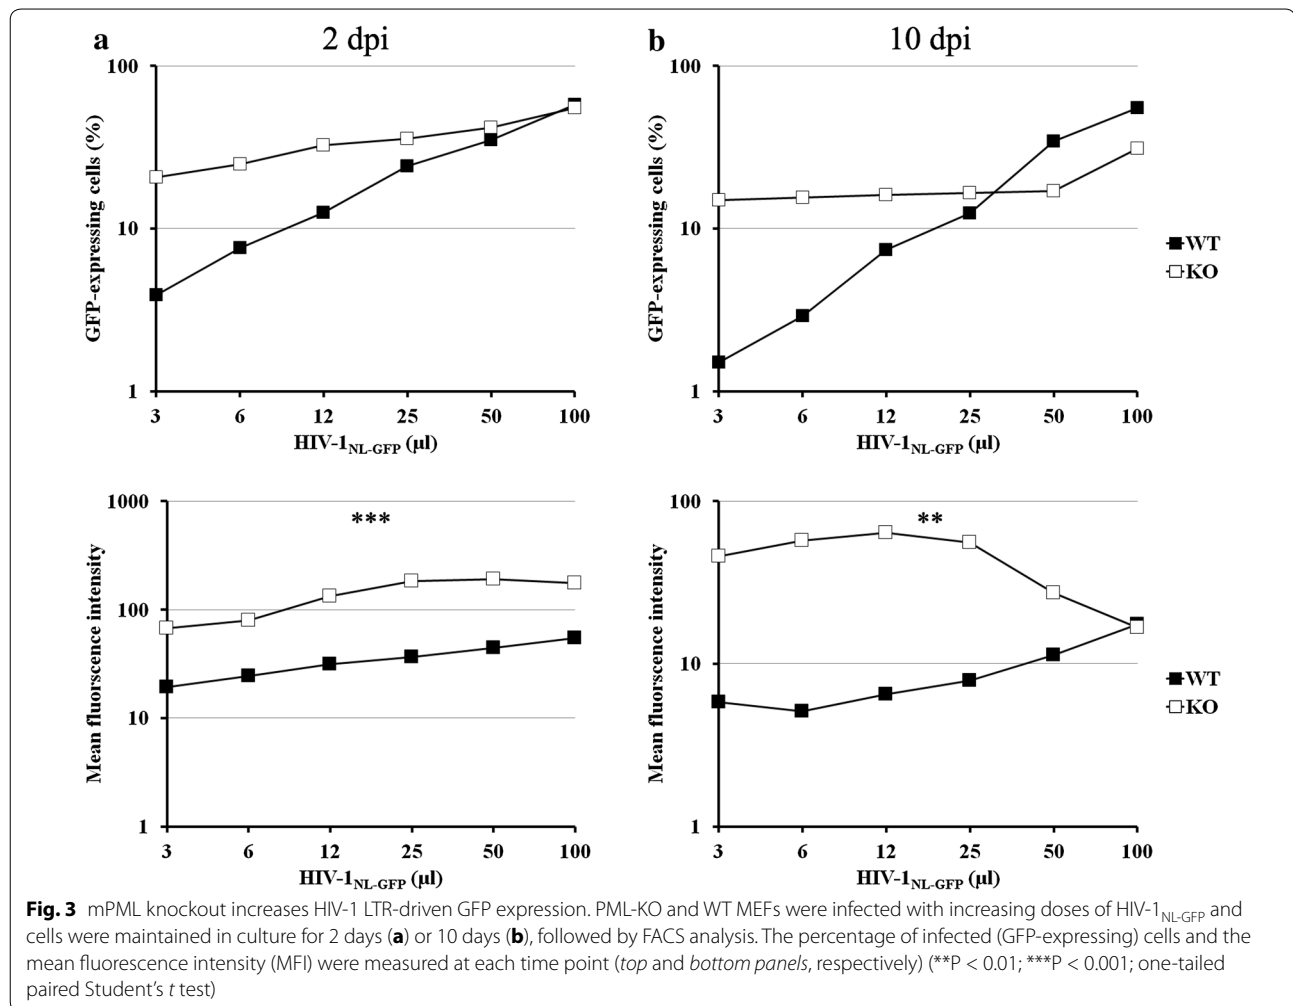 a 2 dpi
100
10
1
GFP-expressing cells (%)
3 6 12 25 50 100
HIV-1NL-GFP (µl)
b 10 dpi
100
10
1
GFP-expressing cells (%)
3 6 12 25 50 100
HIV-1NL-GFP (µl)
WT
KO
1000
100
10
1
Mean fluorescence intensity
***
3 6 12 25 50 100
HIV-1NL-GFP (µl)
100
10
1
Mean fluorescence intensity
**
3 6 12 25 50 100
HIV-1NL-GFP (µl)
WT
KO
Fig. 3 mPML knockout increases HIV-1 LTR-driven GFP expression. PML-KO and WT MEFs were infected with increasing doses of HIV-1NL-GFP and
cells were maintained in culture for 2 days (a) or 10 days (b), followed by FACS analysis. The percentage of infected (GFP-expressing) cells and the
mean fluorescence intensity (MFI) were measured at each time point (top and bottom panels, respectively) (**P < 0.01; ***P < 0.001; one-tailed
paired Student's t test)